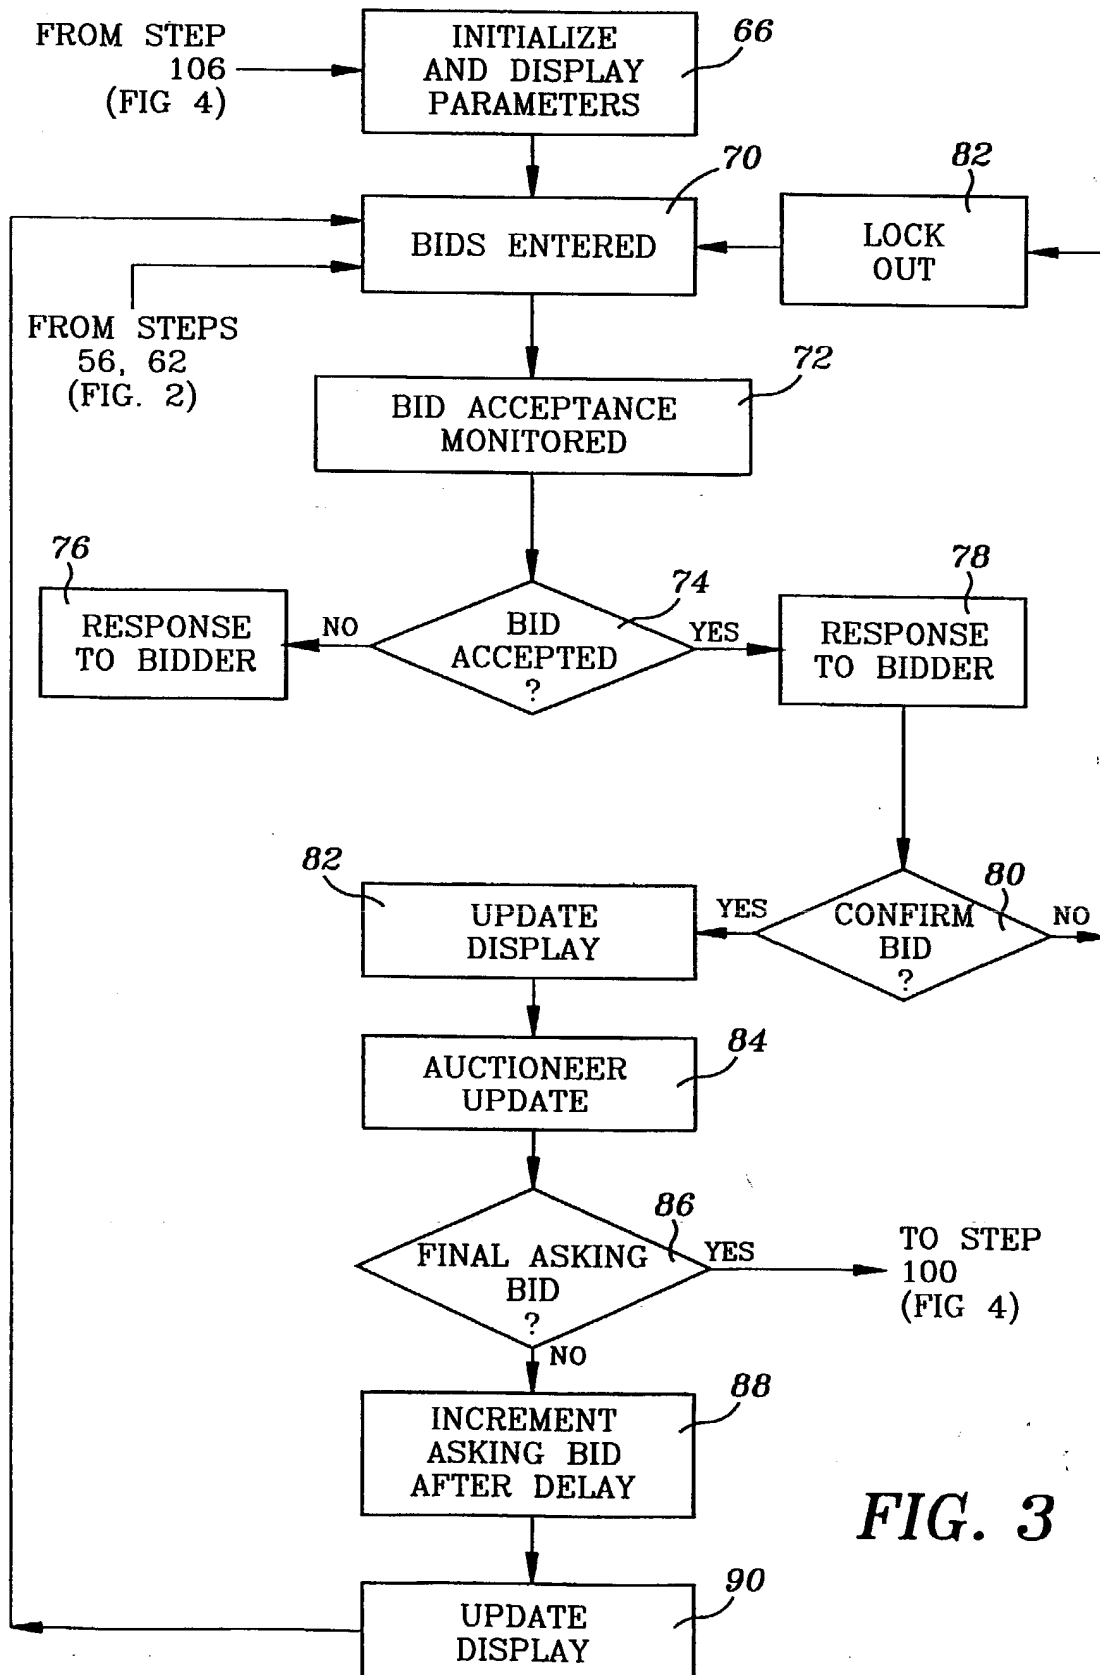 FROM STEP
106
(FIG 4)
INITIALIZE
AND DISPLAY
PARAMETERS
66
70
BIDS ENTERED
82
LOCK
OUT
FROM STEPS
56, 62
(FIG. 2)
72
BID ACCEPTANCE
MONITORED
76
RESPONSE
TO BIDDER
NO
74
BID
ACCEPTED
?
YES
78
RESPONSE
TO BIDDER
82
UPDATE
DISPLAY
YES
80
CONFIRM
BID
?
NO
84
AUCTIONEER
UPDATE
86
FINAL ASKING
BID
?
YES
TO STEP
100
(FIG 4)
NO
88
INCREMENT
ASKING BID
AFTER DELAY
FIG. 3
90
UPDATE
DISPLAY